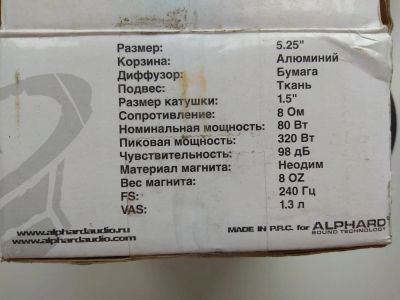 Размер: 5.25"
Корзина: Алюминий
Диффузор: Бумага
Подвес: Ткань
Размер катушки: 1.5"
Сопротивление: 8 Ом
Номинальная мощность: 80 Вт
Пиковая мощность: 320 Вт
Чувствительность: 98 дБ
Материал магнита: Неодим
Вес магнита: 8 OZ
FS: 240 Гц
VAS: 1.3 л
www.alphardaudio.ru
www.alphardaudio.com
MADE IN P.R.C. for ALPHARD
SOUND TECHNOLOGY